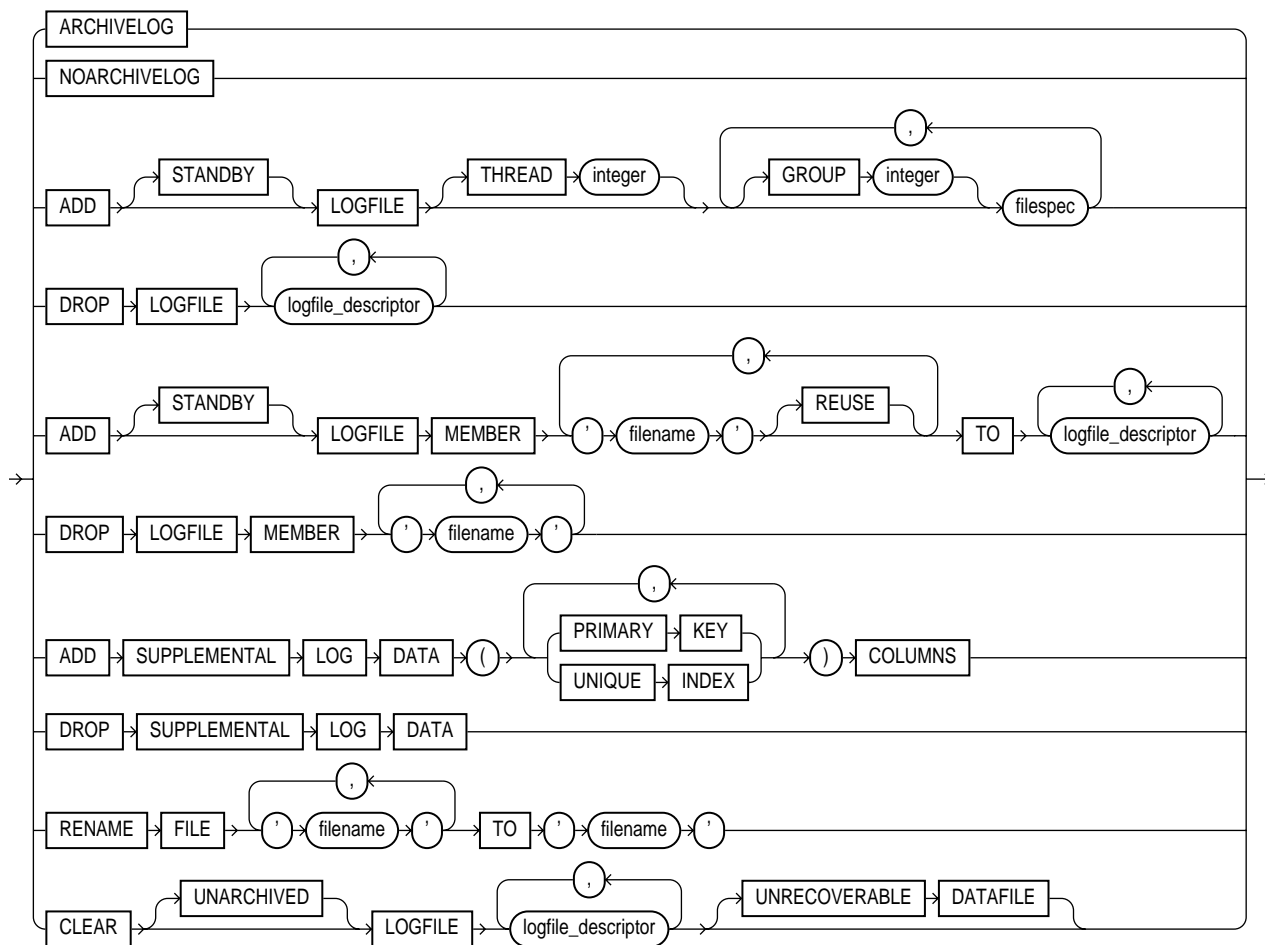 ARCHIVELOG
NOARCHIVELOG
,
STANDBY THREAD integer GROUP integer
ADD LOGFILE filespec
,
DROP LOGFILE logfile_descriptor
, ,
STANDBY REUSE
ADD LOGFILE MEMBER ’ filename ’ TO logfile_descriptor
,
DROP LOGFILE MEMBER ’ filename ’
,
PRIMARY KEY
ADD SUPPLEMENTAL LOG DATA ( ) COLUMNS
UNIQUE INDEX
DROP SUPPLEMENTAL LOG DATA
,
RENAME FILE ’ filename ’ TO ’ filename ’
,
UNARCHIVED UNRECOVERABLE DATAFILE
CLEAR LOGFILE logfile_descriptor